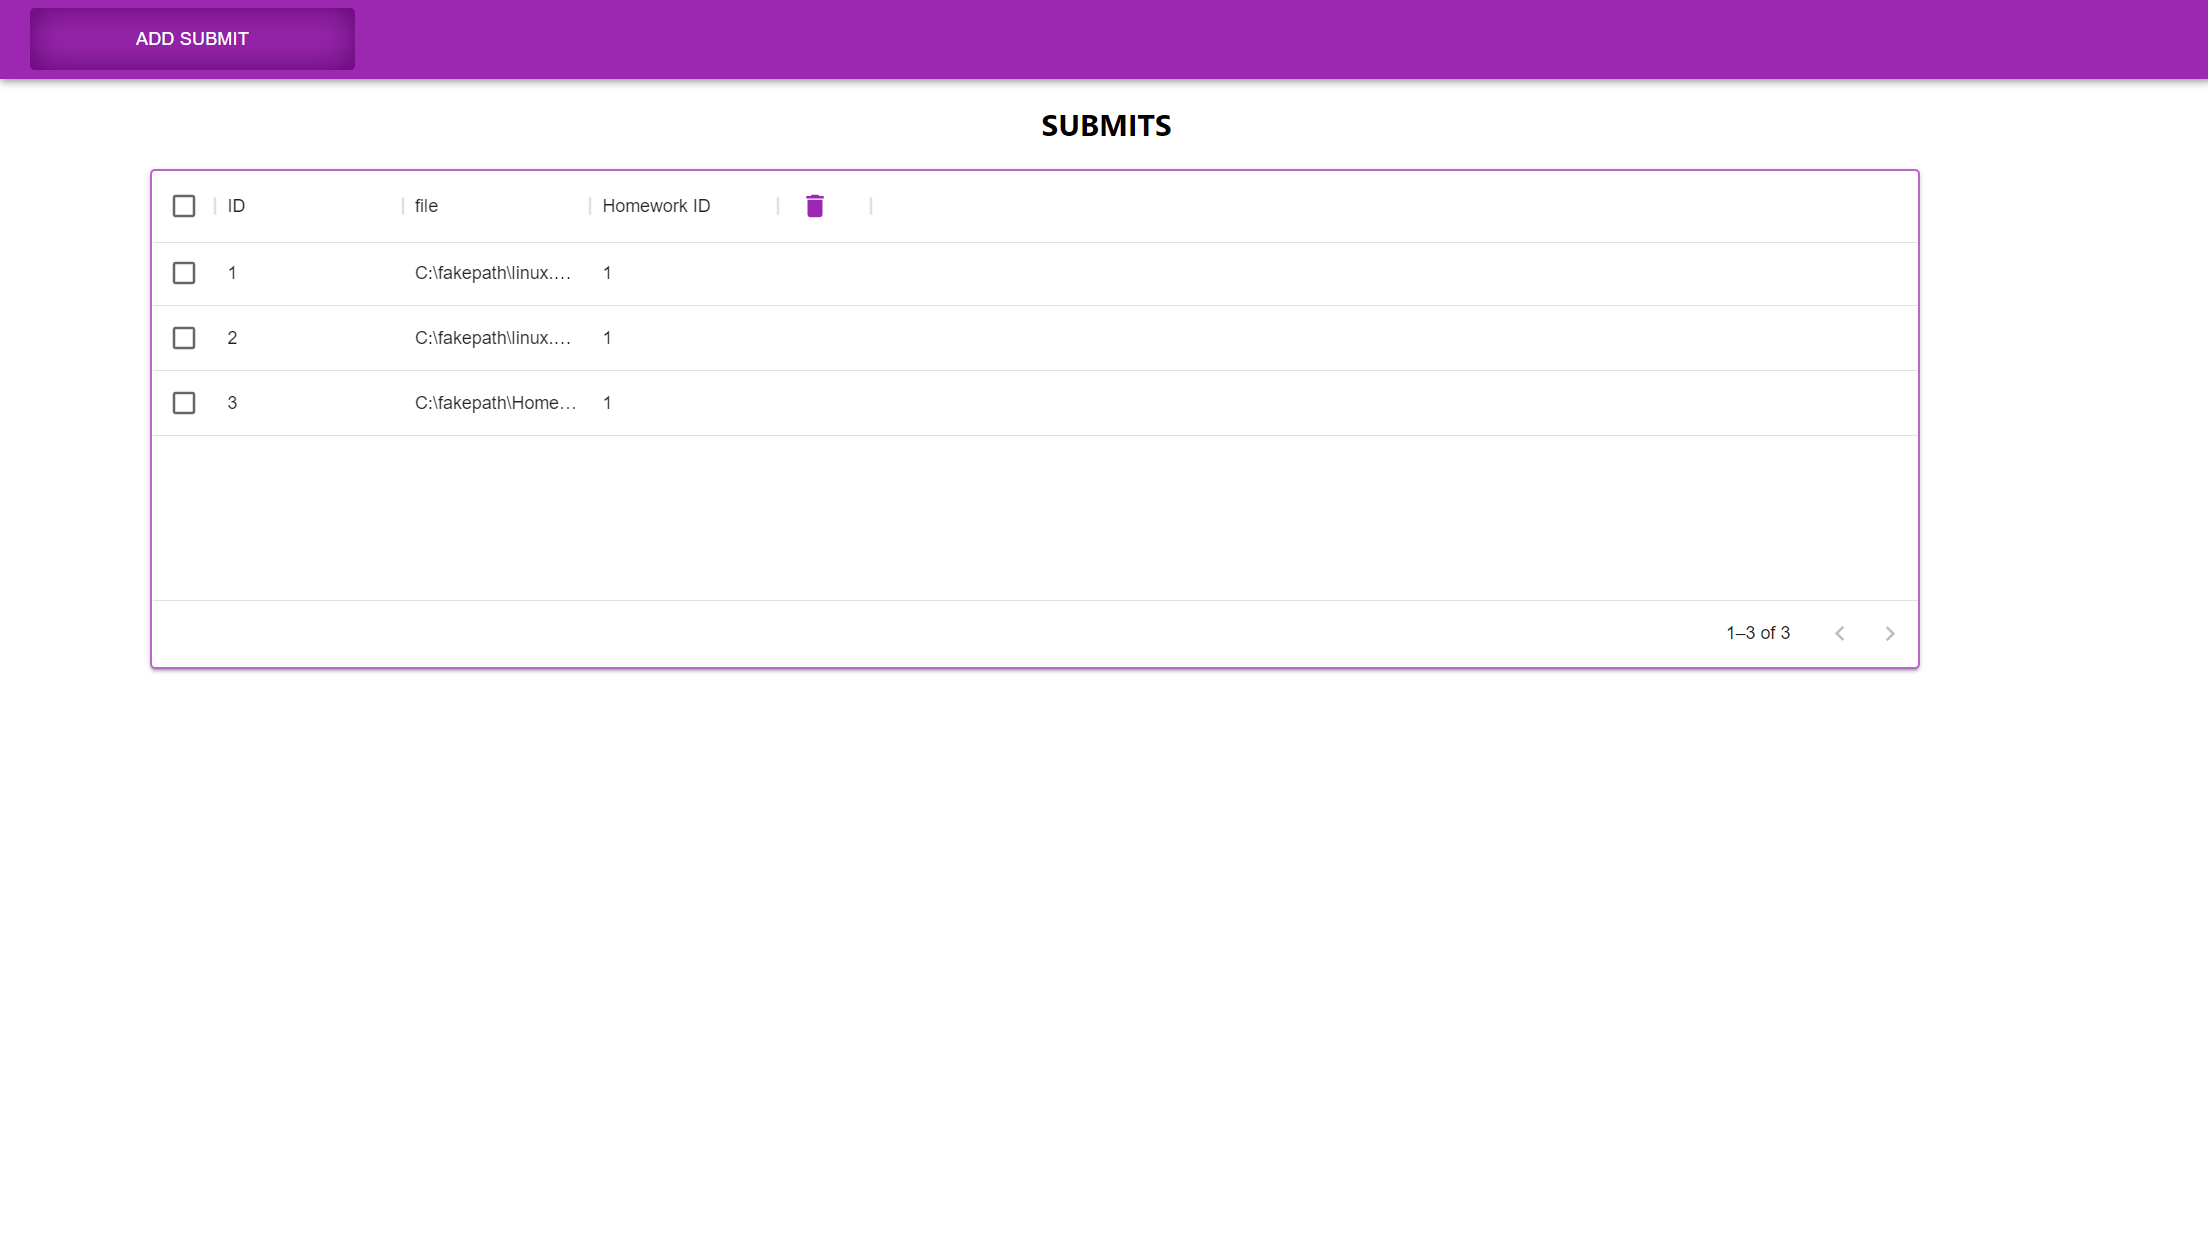 ADD SUBMIT
SUBMITS
ID file Homework ID
1 C:\fakepath\linux.... 1
2 C:\fakepath\linux.... 1
3 C:\fakepath\Home... 1
1–3 of 3